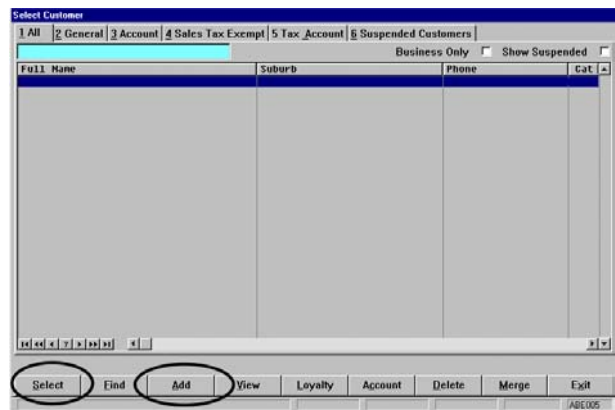 Select Customer
1 All 2 General 3 Account 4 Sales Tax Exempt 5 Tax Account 6 Suspended Customers
Business Only Show Suspended
Full Name Suburb Phone Cat
Select Find Add View Loyalty Account Delete Merge Exit
ABE005